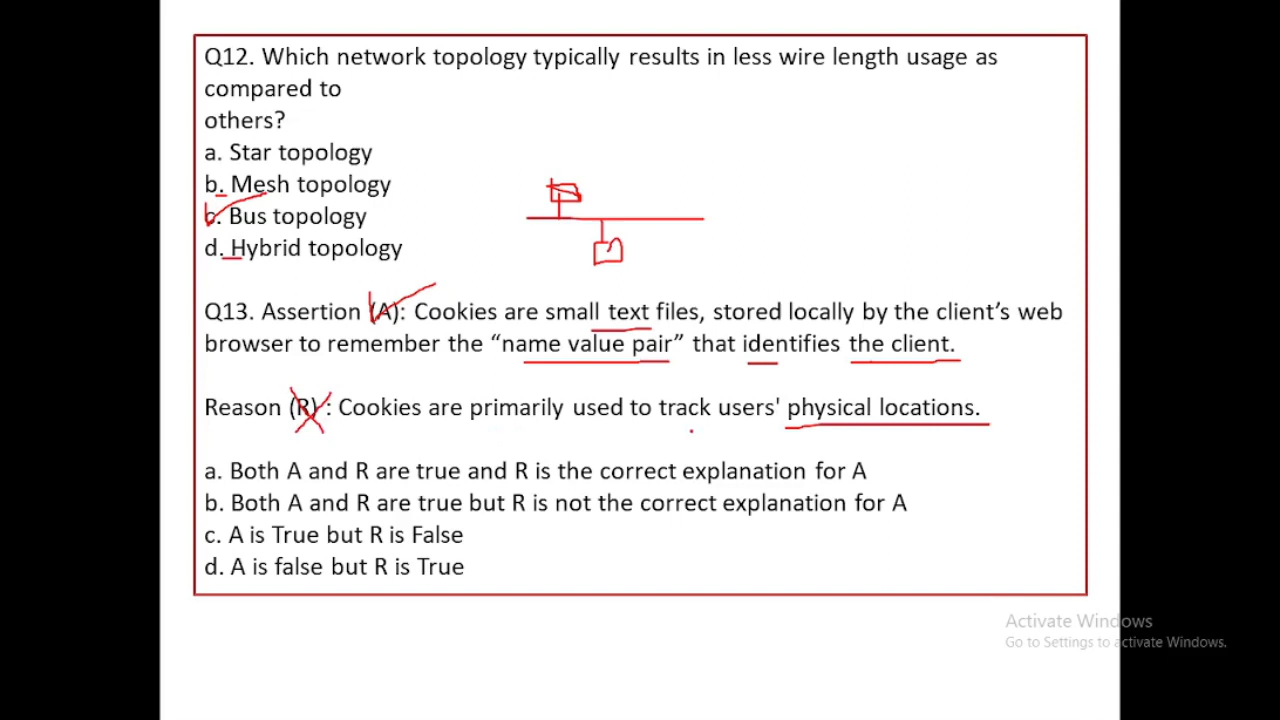 Q12. Which network topology typically results in less wire length usage as
compared to
others?
a. Star topology
b. Mesh topology
c. Bus topology
d. Hybrid topology
Q13. Assertion (A): Cookies are small text files, stored locally by the client’s web
browser to remember the “name value pair” that identifies the client.
Reason (R) : Cookies are primarily used to track users' physical locations.
a. Both A and R are true and R is the correct explanation for A
b. Both A and R are true but R is not the correct explanation for A
c. A is True but R is False
d. A is false but R is True
Activate Windows
Go to Settings to activate Windows.